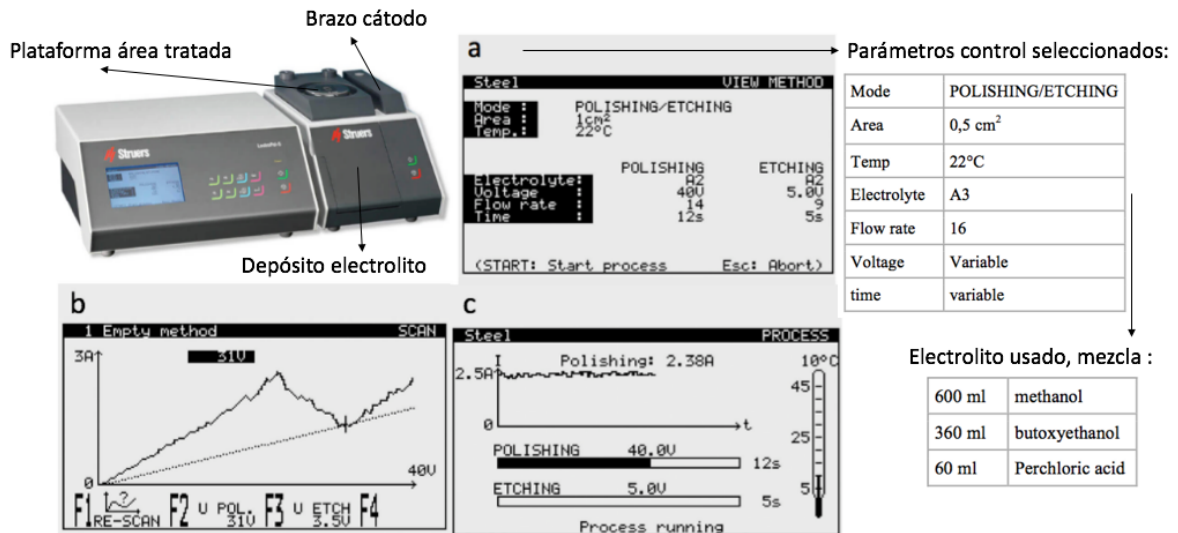 Brazo cátodo
Plataforma área tratada
Struers
Struers
Depósito electrolito
a
Steel VIEW METHOD
Mode : POLISHING/ETCHING
Area : 1cm²
Temp.: 22°C
POLISHING ETCHING
Electrolyte: A2 A2
Voltage : 40V 5.0V
Flow rate : 14 9
Time : 12s 5s
(START: Start process Esc: Abort)
Parámetros control seleccionados:
Mode POLISHING/ETCHING
Area 0,5 cm²
Temp 22°C
Electrolyte A3
Flow rate 16
Voltage Variable
time variable
b
1 Empty method SCAN
3A 31V
0 40V
F1 ? RE-SCAN F2 U POL. 31V F3 U ETCH 3.5V F4
c
Steel PROCESS
I Polishing: 2.38A 10°C
2.5A 45
0 t
25
POLISHING 40.0V
12s
ETCHING 5.0V 5
5s
Process running
Electrolito usado, mezcla :
600 ml methanol
360 ml butoxyethanol
60 ml Perchloric acid